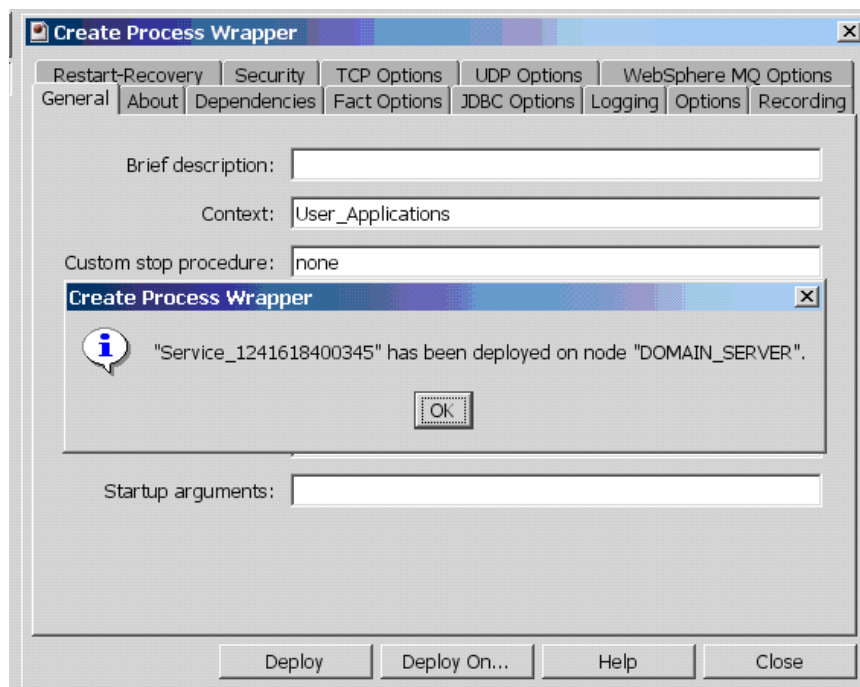 Create Process Wrapper
Restart-Recovery Security TCP Options UDP Options WebSphere MQ Options
General About Dependencies Fact Options JDBC Options Logging Options Recording
Brief description:
Context: User_Applications
Custom stop procedure: none
Create Process Wrapper
"Service_1241618400345" has been deployed on node "DOMAIN_SERVER".
OK
Startup arguments:
Deploy Deploy On... Help Close